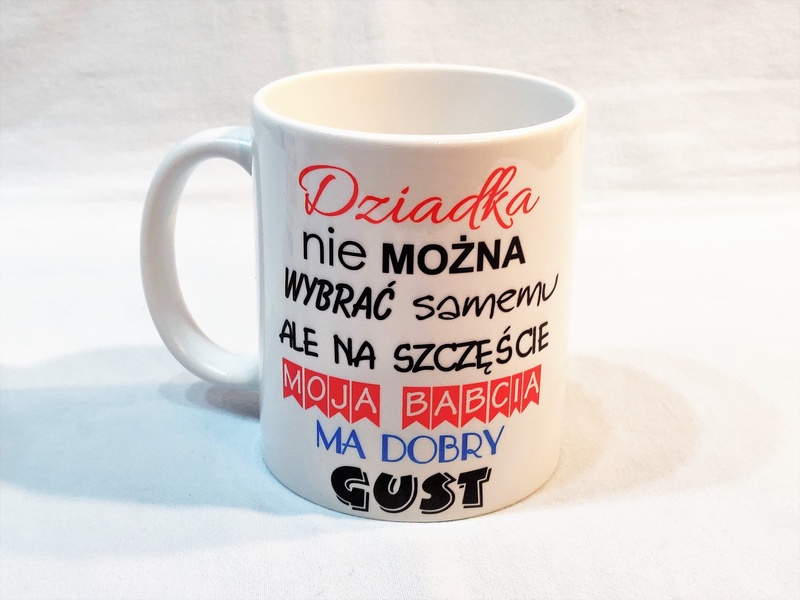 Dziadka
nie MOŻNA
WYBRAĆ samemu
ALE NA SZCZĘŚCIE
MOJA BABCIA
MA DOBRY
GUST